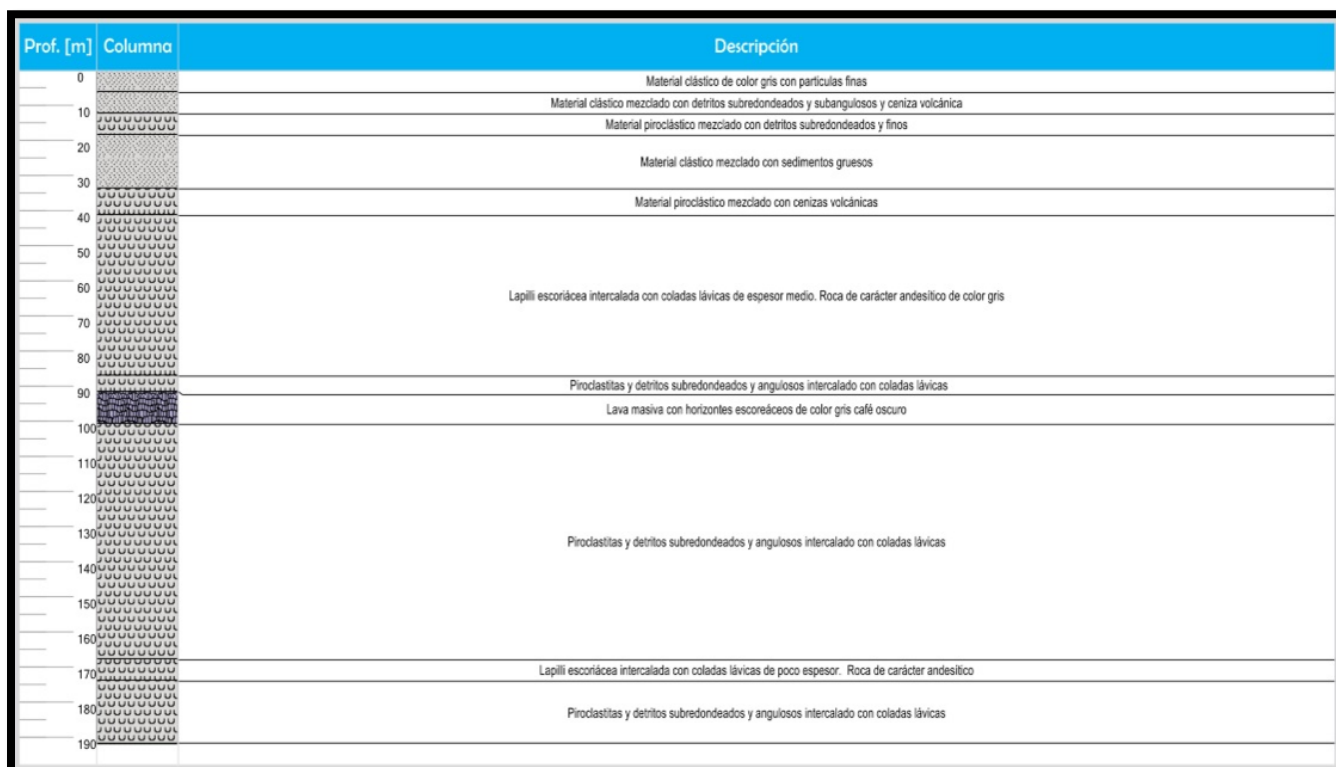 Prof. [m] Columna Descripción
0
Material clástico de color gris con particulas finas
Material clástico mezclado con detritos subredondeados y subangulosos y ceniza volcánica
10
Material piroclástico mezclado con detritos subredondeados y finos
20
Material clástico mezclado con sedimentos gruesos
30
Material piroclástico mezclado con cenizas volcánicas
40
50
60
Lapilli escoriácea intercalada con coladas lávicas de espesor medio. Roca de carácter andesítico de color gris
70
80
Piroclastitas y detritos subredondeados y angulosos intercalado con coladas lávicas
90
Lava masiva con horizontes escoreáceos de color gris café oscuro
100
110
120
130
Piroclastitas y detritos subredondeados y angulosos intercalado con coladas lávicas
140
150
160
170
Lapilli escoriácea intercalada con coladas lávicas de poco espesor. Roca de carácter andesítico
180
Piroclastitas y detritos subredondeados y angulosos intercalado con coladas lávicas
190